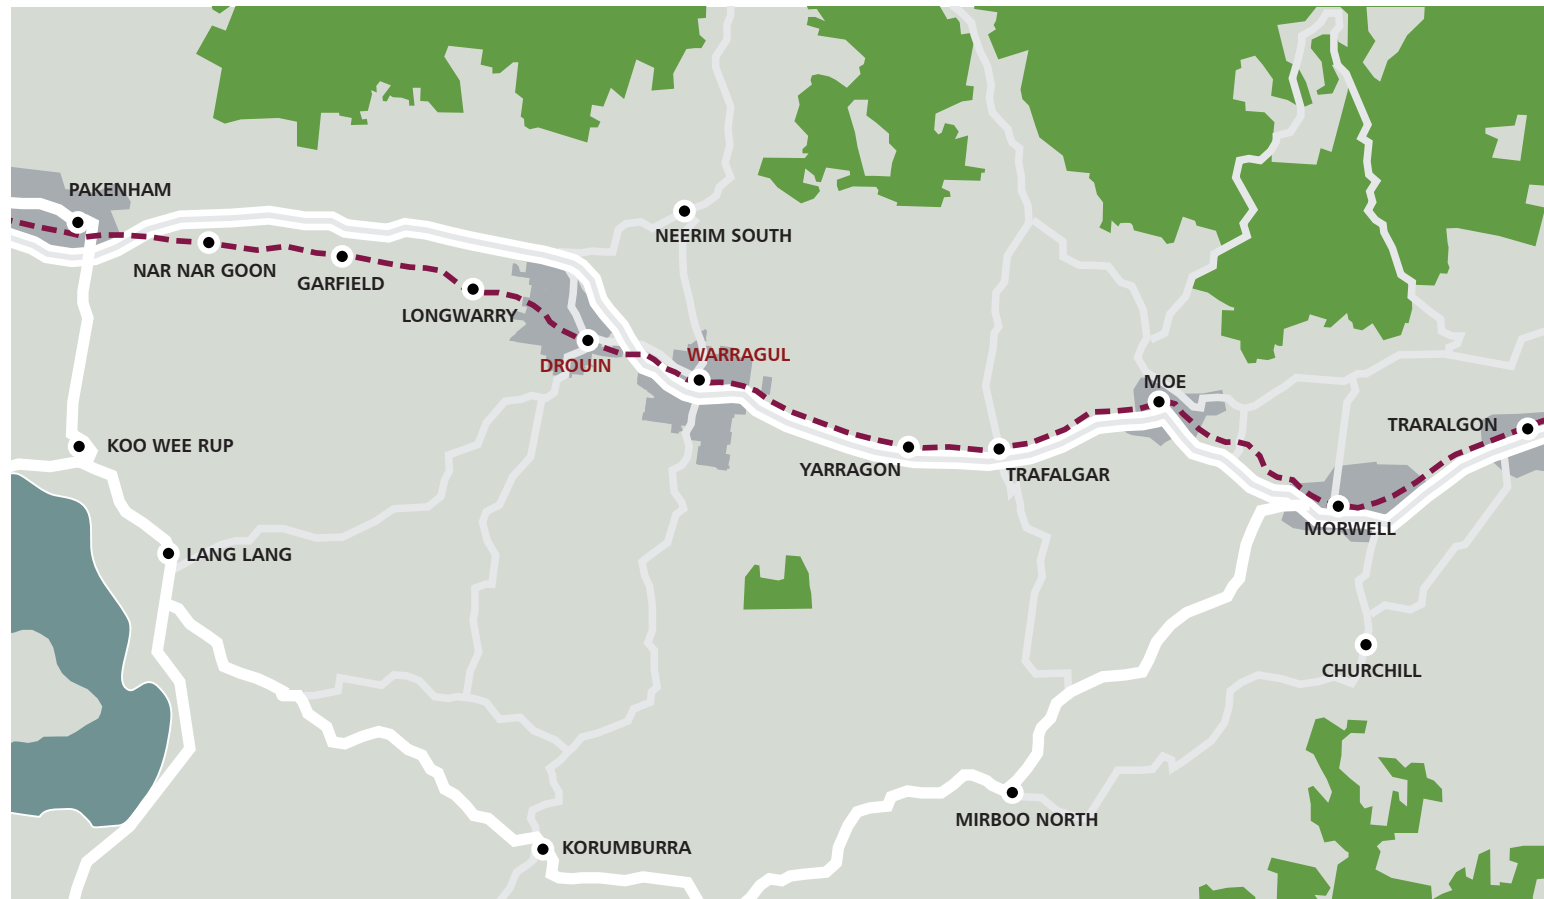 PAKENHAM
NEERIM SOUTH
NAR NAR GOON
GARFIELD
LONGWARRY
WARRAGUL
DROUIN
MOE
TRARALGON
KOO WEE RUP
YARRAGON
TRAFALGAR
MORWELL
LANG LANG
CHURCHILL
MIRBOO NORTH
KORUMBURRA